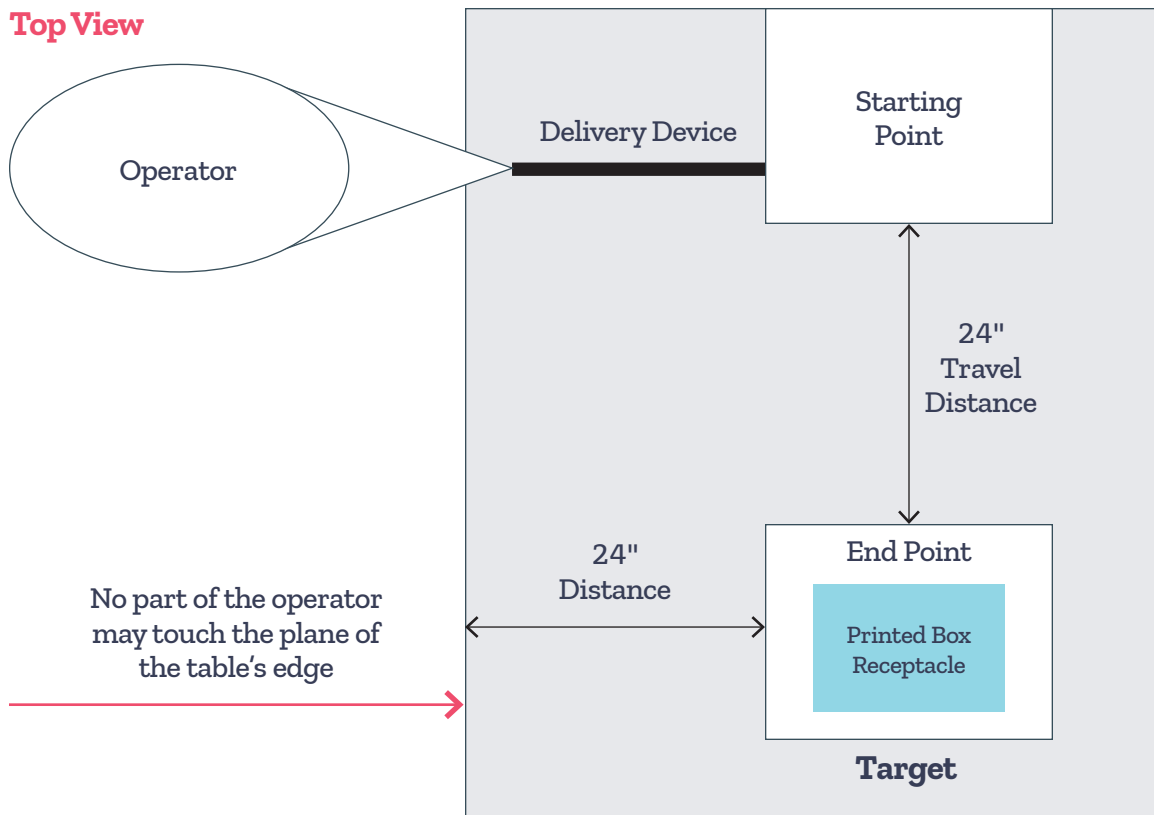 Top View
Starting
Point
Delivery Device
Operator
24"
Travel
Distance
End Point
24"
Distance
Printed Box
Receptacle
No part of the operator
may touch the plane of
the table’s edge
Target